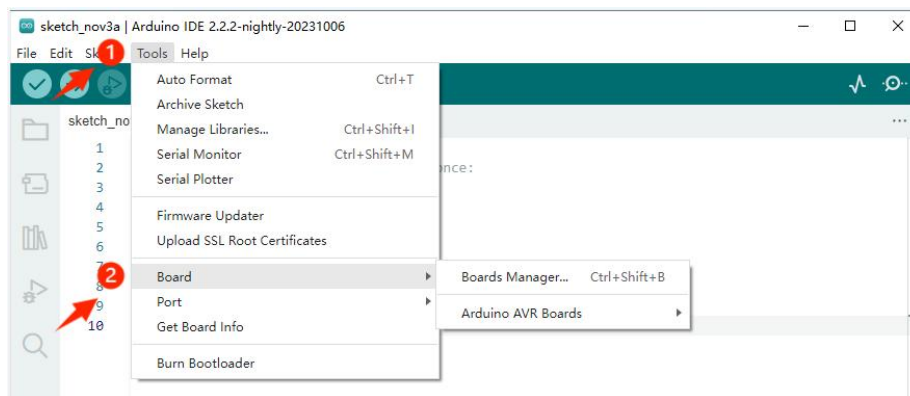 sketch_nov3a | Arduino IDE 2.2.2-nightly-20231006
File Edit Sk Tools Help
1
Auto Format Ctrl+T
Archive Sketch
sketch_no
Manage Libraries... Ctrl+Shift+I
1
Serial Monitor Ctrl+Shift+M
2
once:
Serial Plotter
3
4
Firmware Updater
5
Upload SSL Root Certificates
6
7
2
Board
Boards Manager... Ctrl+Shift+B
8
Port
9
Arduino AVR Boards
Get Board Info
10
Burn Bootloader